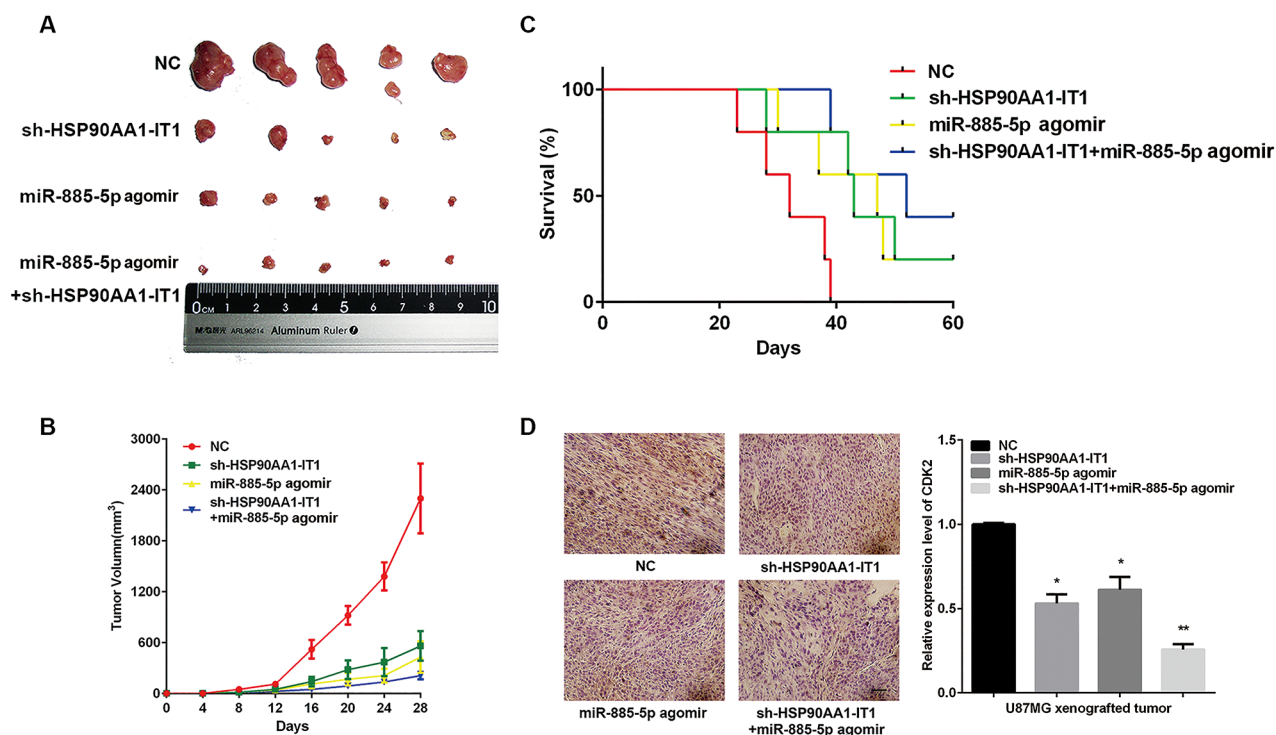 A
NC
sh-HSP90AA1-IT1
miR-885-5p agomir
miR-885-5p agomir
+sh-HSP90AA1-IT1
0CM 1 2 3 4 5 6 7 8 9 10
M&G晨光 ARL96214 Aluminum Ruler
C
Survival (%)
100
50
0
0 20 40 60
Days
NC
sh-HSP90AA1-IT1
miR-885-5p agomir
sh-HSP90AA1-IT1+miR-885-5p agomir
B
Tumor Volumn(mm3)
3000
2400
1800
1200
600
0
0 4 8 12 16 20 24 28
Days
NC
sh-HSP90AA1-IT1
miR-885-5p agomir
sh-HSP90AA1-IT1
+miR-885-5p agomir
D
NC
sh-HSP90AA1-IT1
miR-885-5p agomir
sh-HSP90AA1-IT1
+miR-885-5p agomir
Relative expression level of CDK2
1.5
1.0
0.5
0.0
NC
sh-HSP90AA1-IT1
miR-885-5p agomir
sh-HSP90AA1-IT1+miR-885-5p agomir
*
*
**
U87MG xenografted tumor